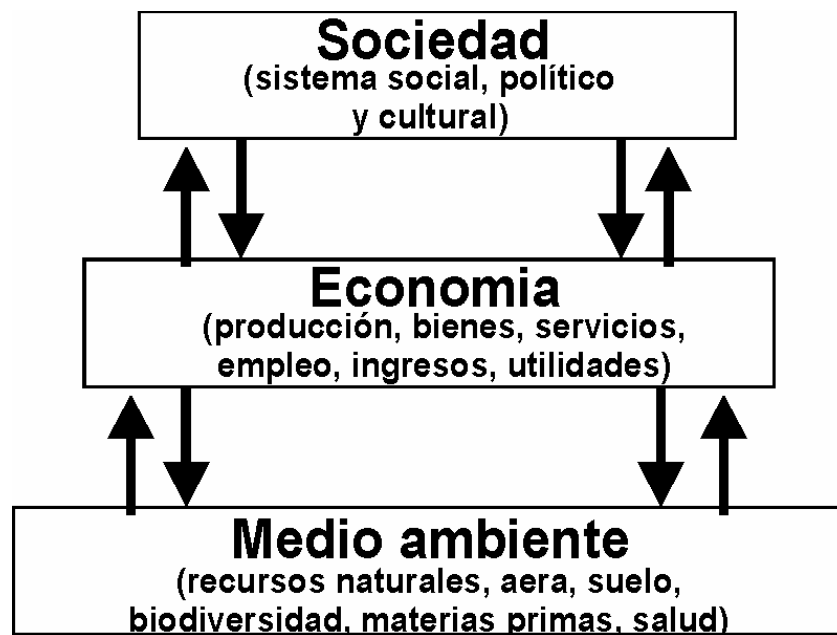 Sociedad
(sistema social, político
y cultural)
Economia
(producción, bienes, servicios,
empleo, ingresos, utilidades)
Medio ambiente
(recursos naturales, aera, suelo,
biodiversidad, materias primas, salud)